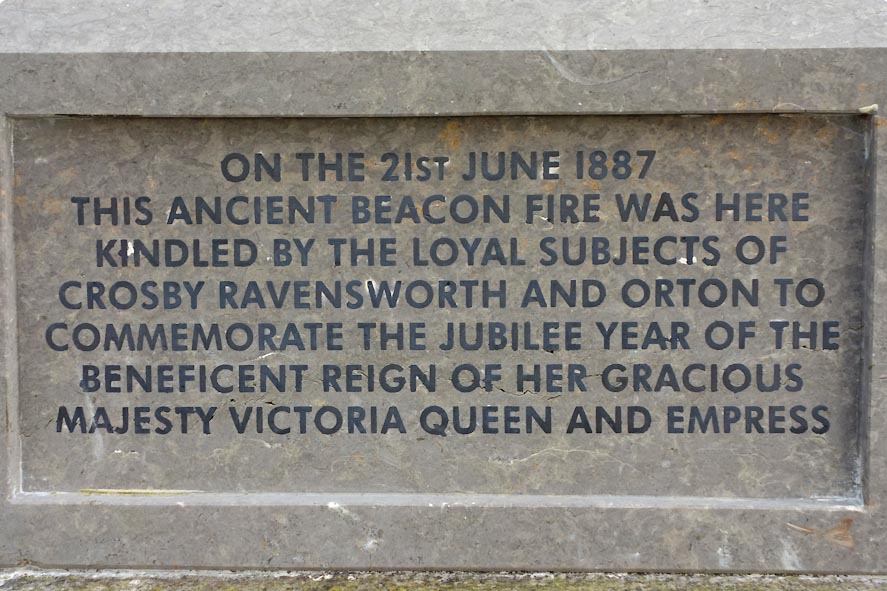 ON THE 21ST JUNE 1887
THIS ANCIENT BEACON FIRE WAS HERE
KINDLED BY THE LOYAL SUBJECTS OF
CROSBY RAVENSWORTH AND ORTON TO
COMMEMORATE THE JUBILEE YEAR OF THE
BENEFICENT REIGN OF HER GRACIOUS
MAJESTY VICTORIA QUEEN AND EMPRESS